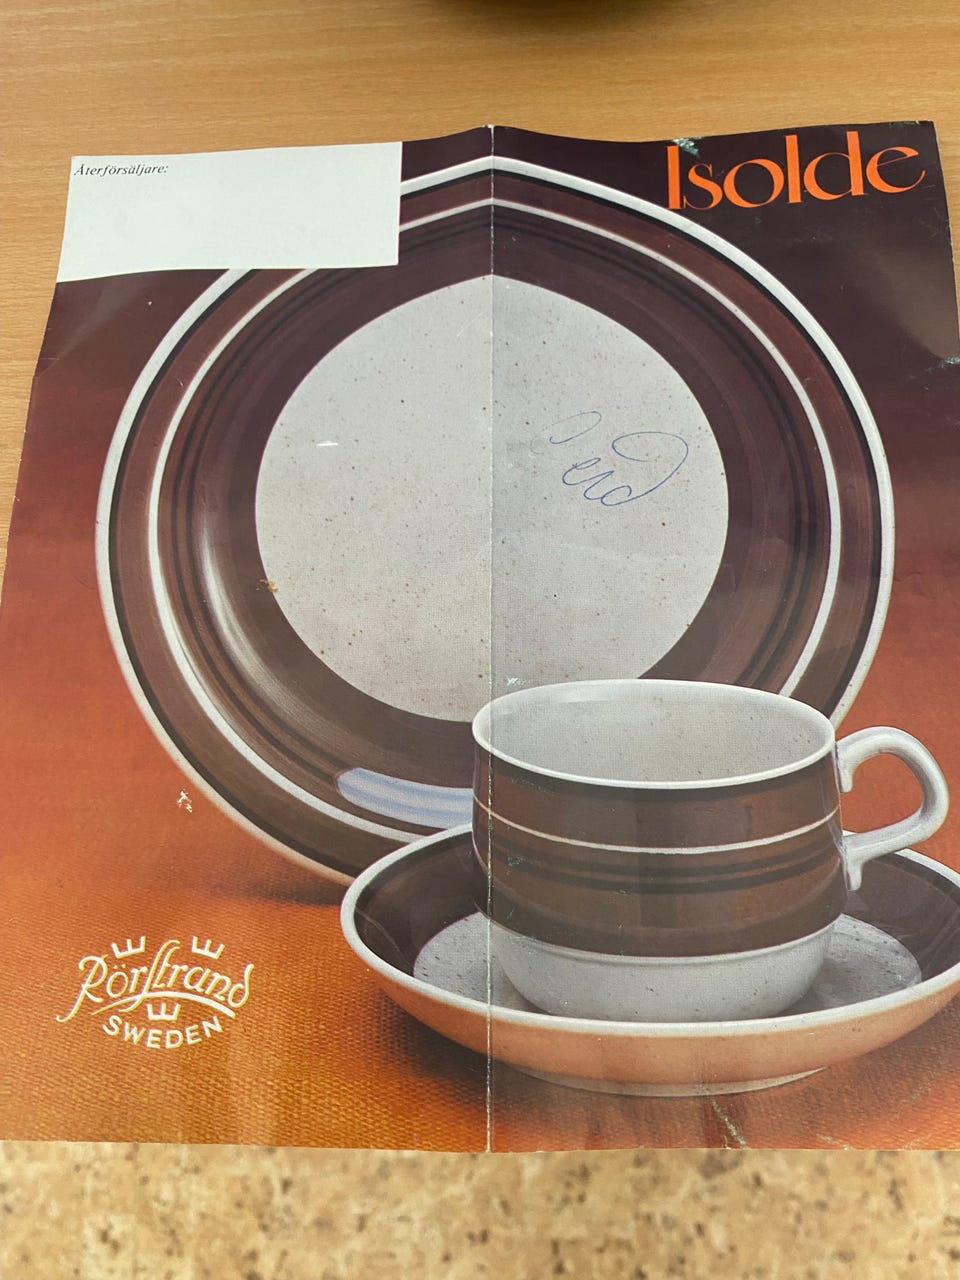 Återförsäljare:
Isolde
Rörstrand
SWEDEN